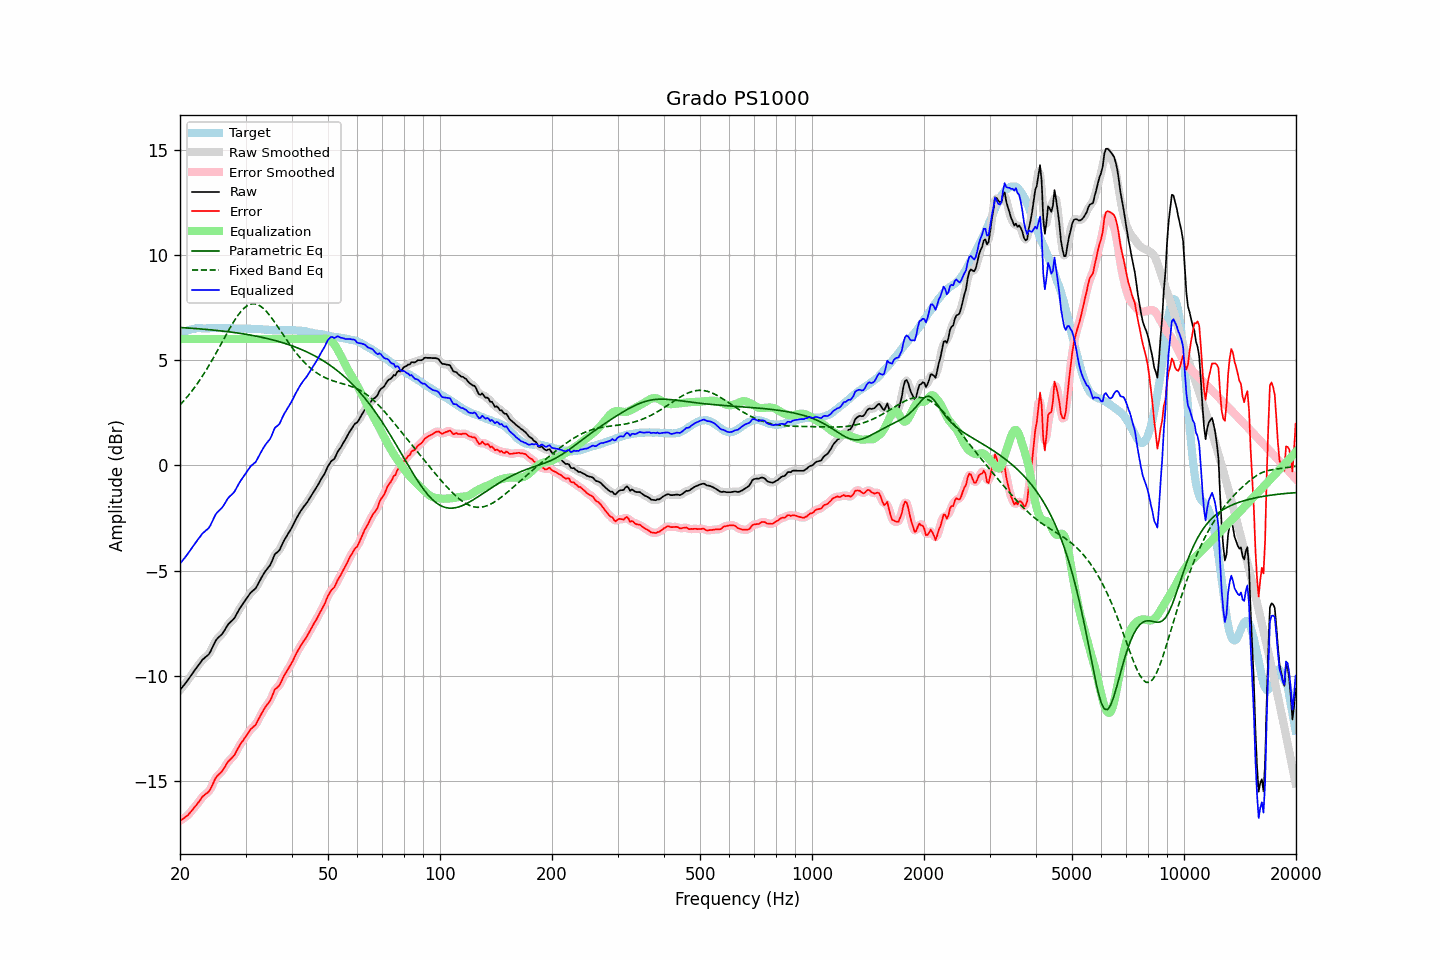 Grado PS1000
Target
Raw Smoothed
Error Smoothed
Raw
Error
Equalization
Parametric Eq
Fixed Band Eq
Equalized
Amplitude (dBr)
15
10
5
0
−5
−10
−15
20
50
100
200
500
1000
2000
5000
10000
20000
Frequency (Hz)